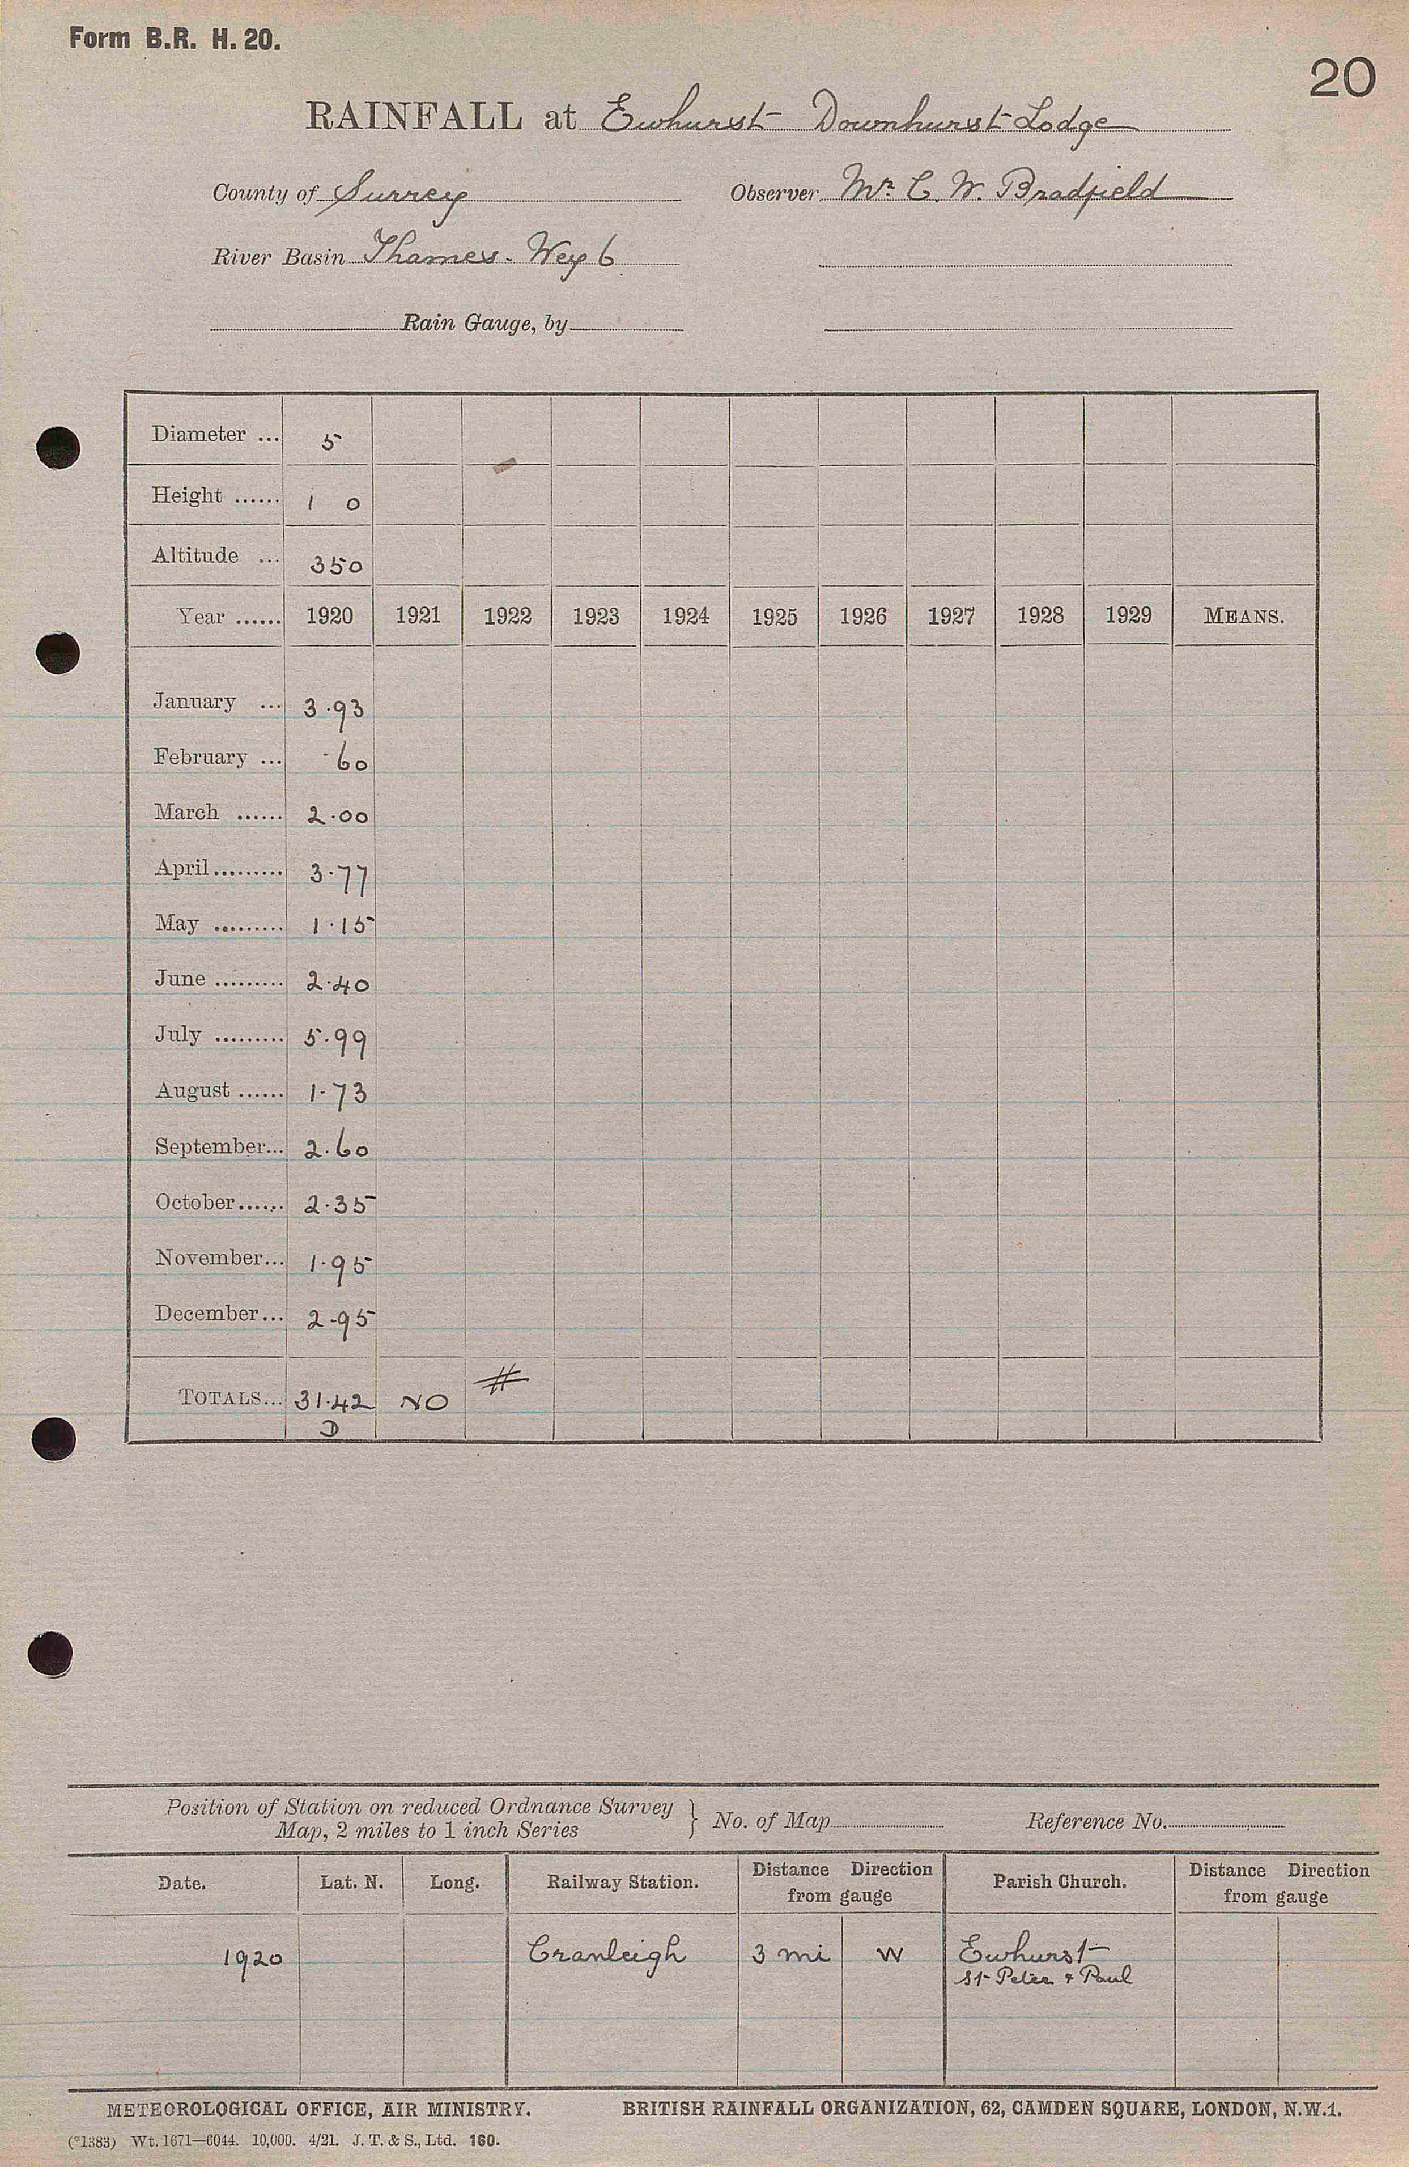 Form B.R. H. 20.
20
RAINFALL at Ewhurst Downhurst Lodge
County of Surrey Observer Mr. C. W. Bradfield
River Basin Thames - Wey 6
Rain Gauge, by
Diameter ... 5
Height ...... 1 0
Altitude ... 350
Year ...... 1920 1921 1922 1923 1924 1925 1926 1927 1928 1929 MEANS.
January ... 3.93
February ... .60
March ...... 2.00
April ......... 3.77
May ......... 1.15
June ......... 2.40
July ......... 5.99
August ...... 1.73
September... 2.60
October...... 2.35
November... 1.95
December... 2.95
TOTALS... 31.42 NO #
D
Position of Station on reduced Ordnance Survey
Map, 2 miles to 1 inch Series } No. of Map Reference No.
Date. Lat. N. Long. Railway Station. Distance Direction from gauge Parish Church. Distance Direction from gauge
1920 Cranleigh 3 mi W Ewhurst
St Peter & Paul
METEOROLOGICAL OFFICE, AIR MINISTRY. BRITISH RAINFALL ORGANIZATION, 62, CAMDEN SQUARE, LONDON, N.W.1.
(*1383) Wt. 1671—6044. 10,000. 4/21. J. T. & S., Ltd. 160.